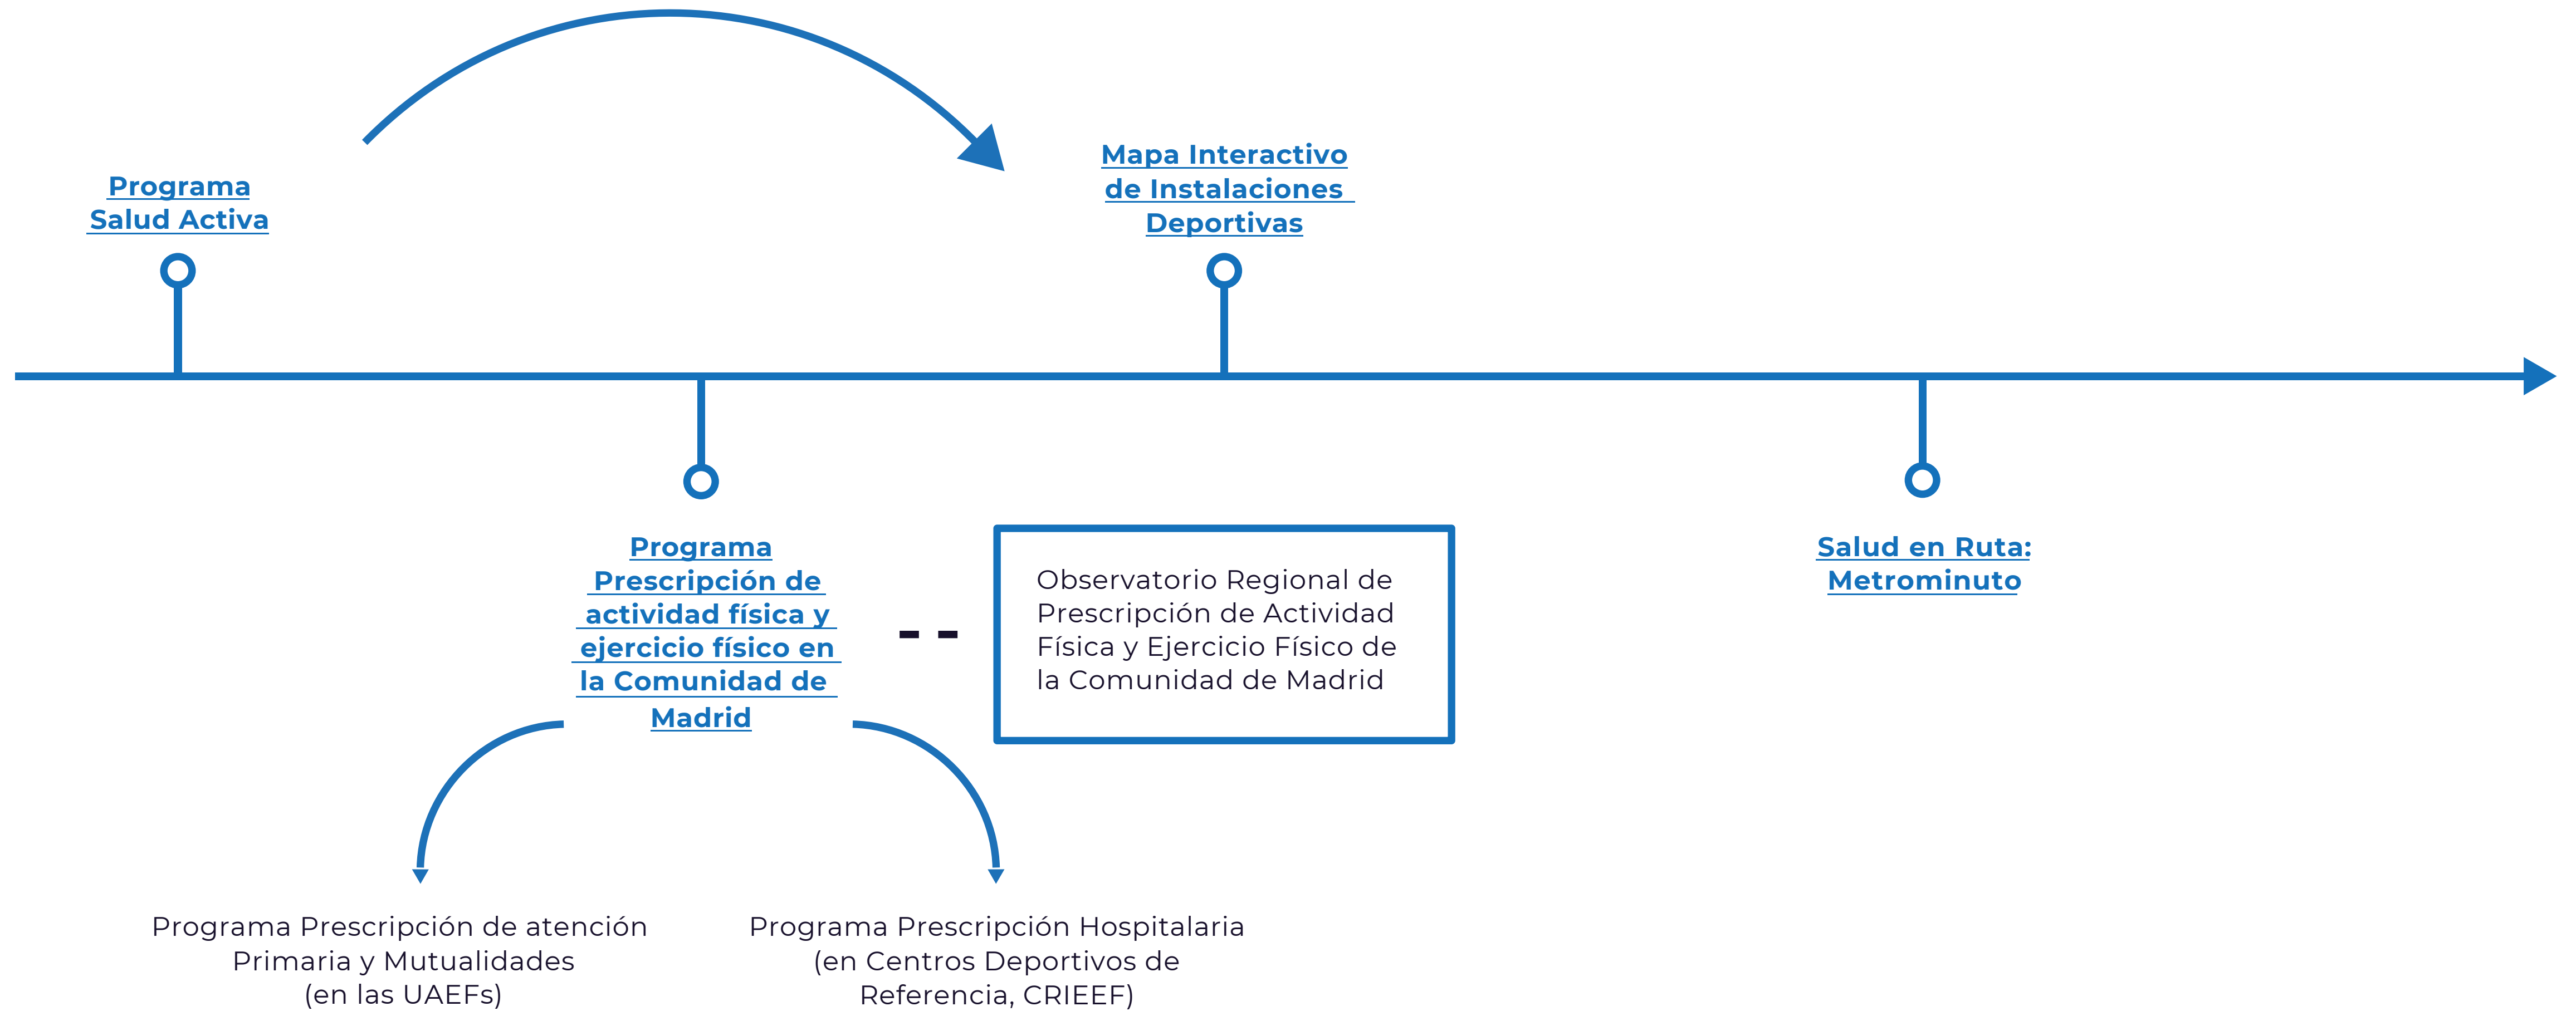 Programa
Salud Activa
Mapa Interactivo
de Instalaciones
Deportivas
Programa
Prescripción de
actividad física y
ejercicio físico en
la Comunidad de
Madrid
Observatorio Regional de
Prescripción de Actividad
Física y Ejercicio Físico de
la Comunidad de Madrid
Salud en Ruta:
Metrominuto
Programa Prescripción de atención
Primaria y Mutualidades
(en las UAEFs)
Programa Prescripción Hospitalaria
(en Centros Deportivos de
Referencia, CRIEEF)